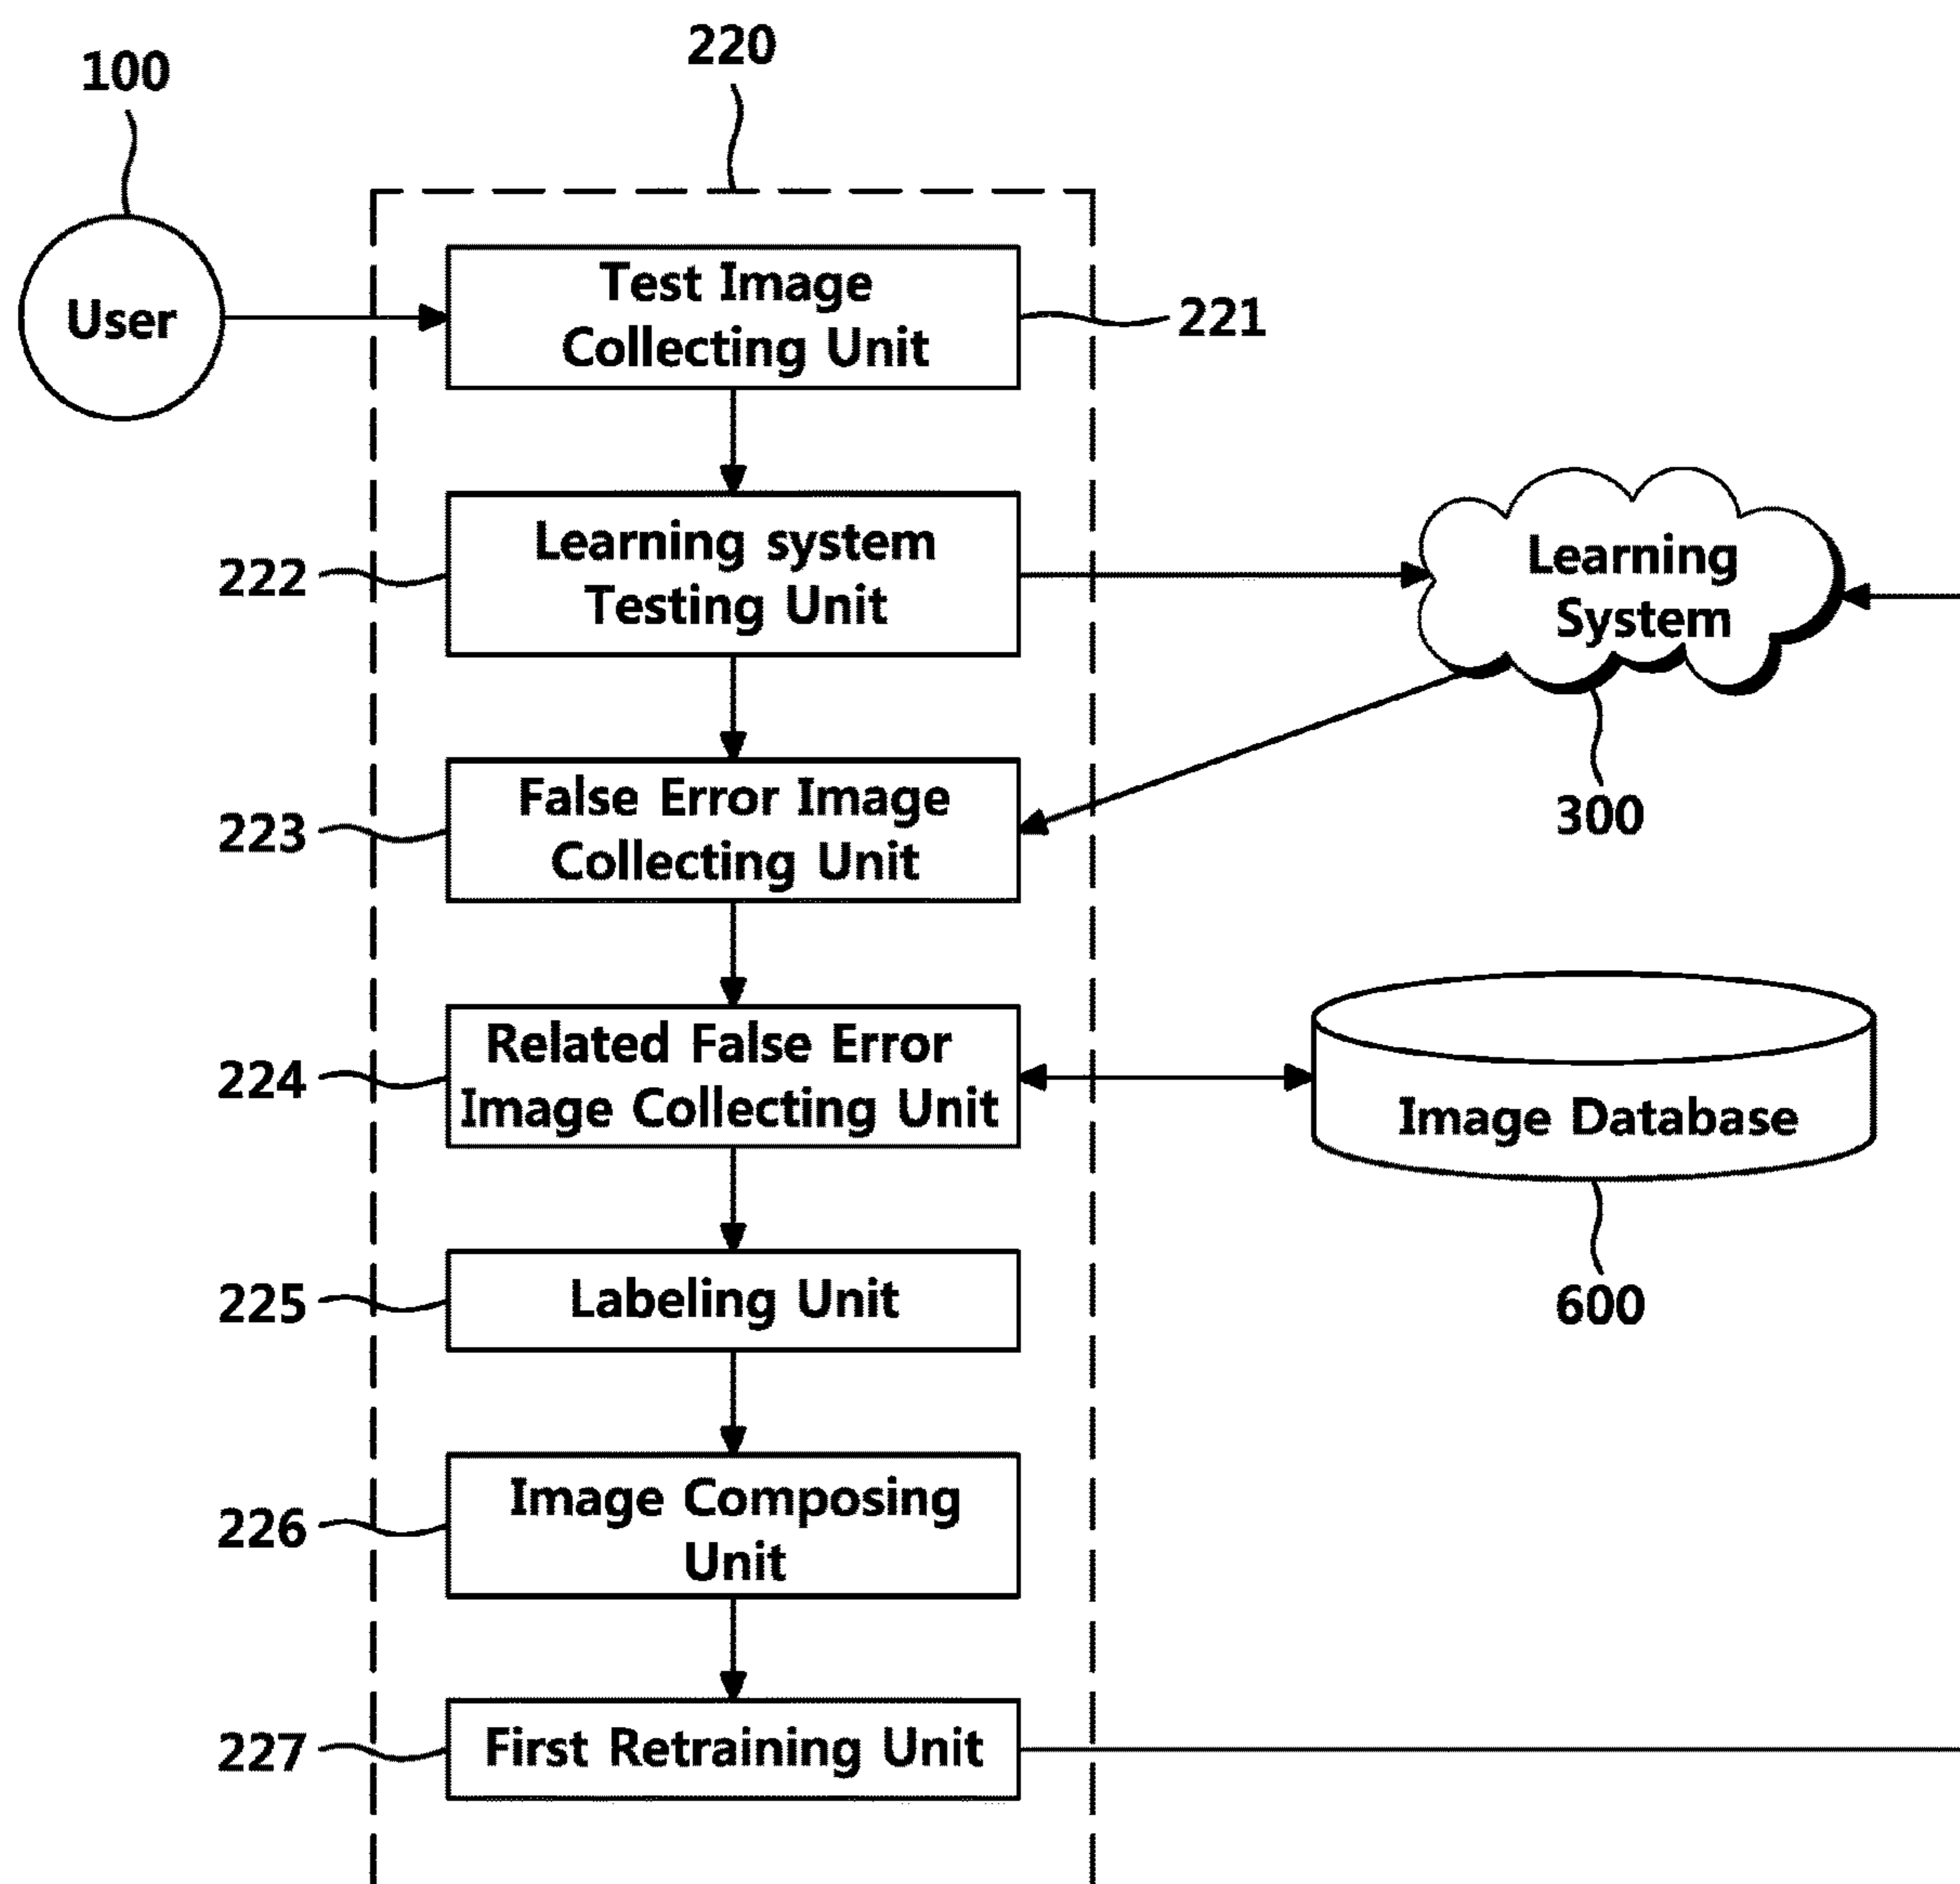 220
100
User
Test Image
Collecting Unit
221
Learning system
Testing Unit
222
Learning
System
300
False Error Image
Collecting Unit
223
Related False Error
Image Collecting Unit
224
Image Database
600
Labeling Unit
225
Image Composing
Unit
226
First Retraining Unit
227